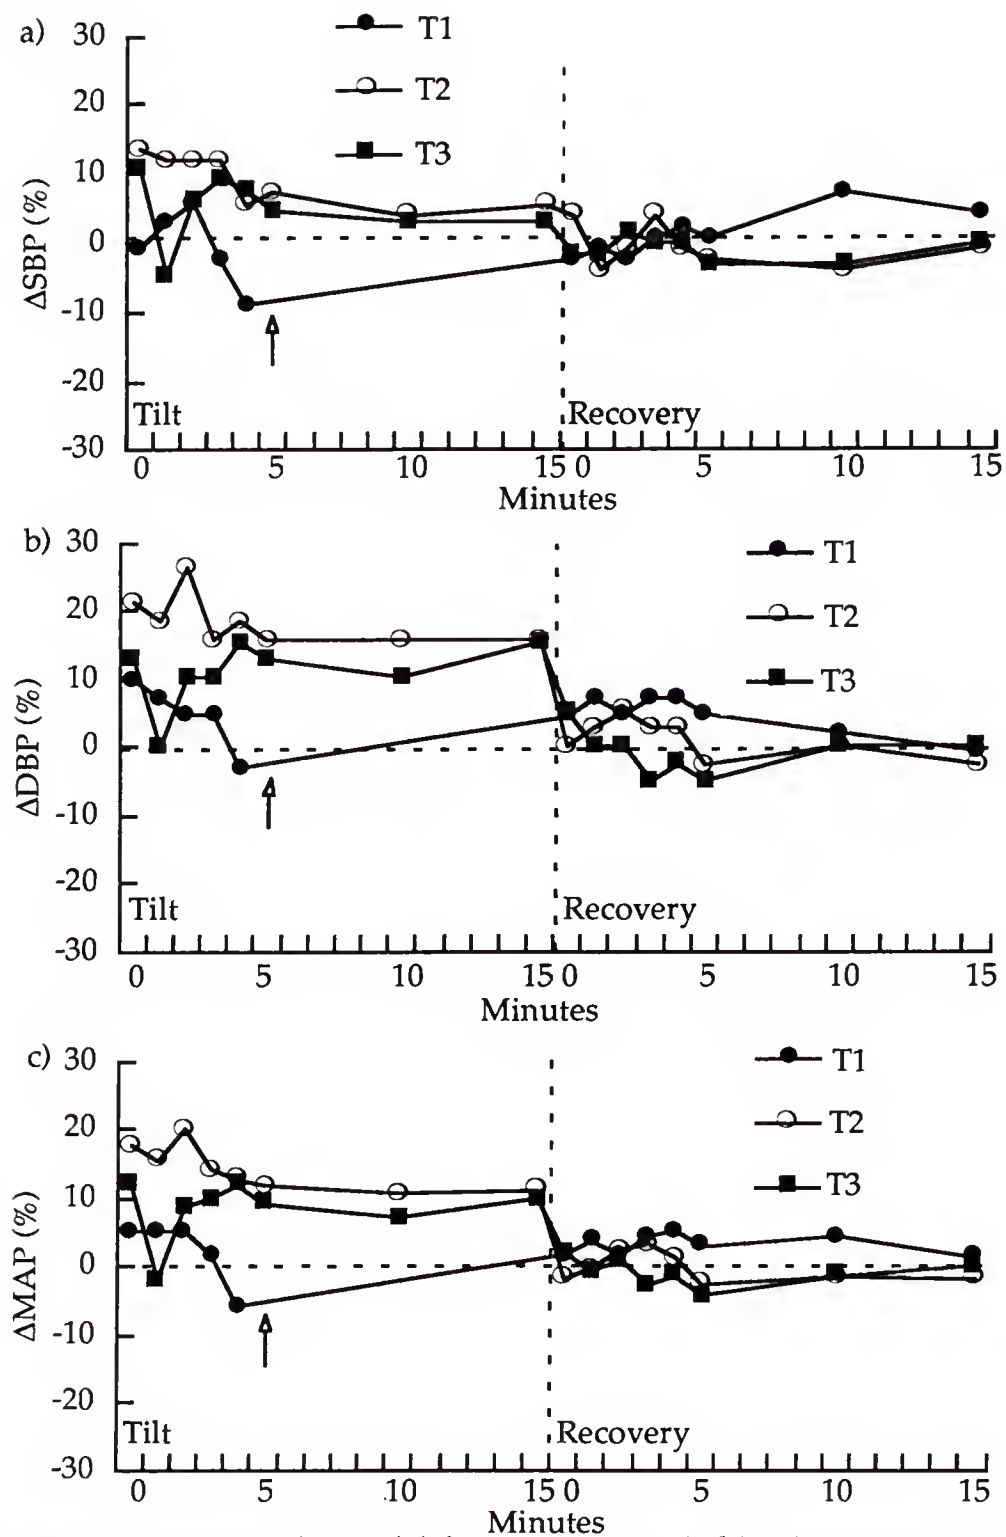 a)
30
20
10
0
-10
-20
-30
ΔSBP (%)
T1
T2
T3
Tilt
Recovery
0 5 10 15 0 5 10 15
Minutes
b)
30
20
10
0
-10
-20
-30
ΔDBP (%)
T1
T2
T3
Tilt
Recovery
0 5 10 15 0 5 10 15
Minutes
c)
30
20
10
0
-10
-20
-30
ΔMAP (%)
T1
T2
T3
Tilt
Recovery
0 5 10 15 0 5 10 15
Minutes